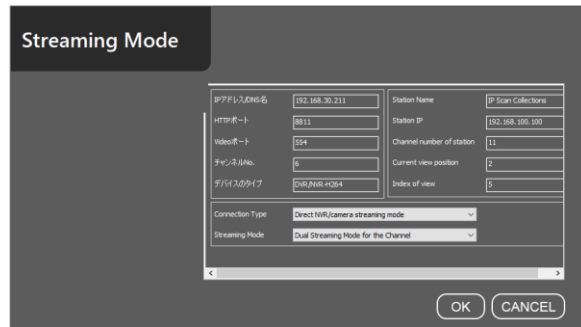 Streaming Mode
IPアドレス/DNS名 192.168.30.211
HTTPポート 8811
Videoポート 554
チャンネルNo. 6
デバイスのタイプ DVR/NVR-H264
Station Name IP Scan Collections
Station IP 192.168.100.100
Channel number of station 11
Current view position 2
Index of view 5
Connection Type Direct NVR/camera streaming mode
Streaming Mode Dual Streaming Mode for the Channel
OK CANCEL